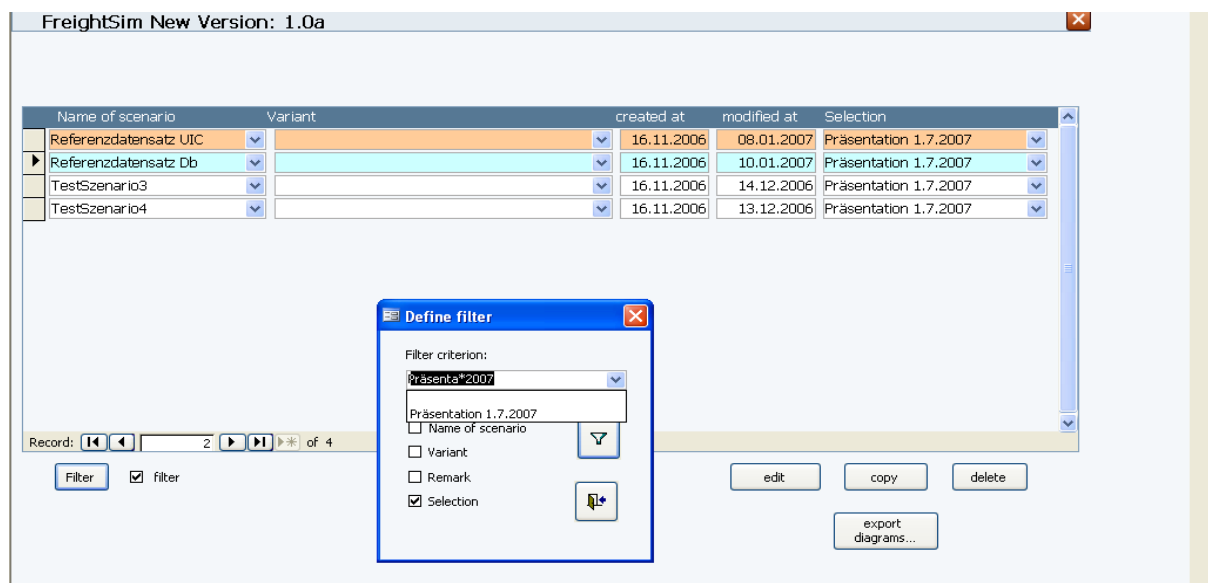 FreightSim New Version: 1.0a
Name of scenario Variant created at modified at Selection
Referenzdatensatz UIC 16.11.2006 08.01.2007 Präsentation 1.7.2007
Referenzdatensatz Db 16.11.2006 10.01.2007 Präsentation 1.7.2007
TestSzenario3 16.11.2006 14.12.2006 Präsentation 1.7.2007
TestSzenario4 16.11.2006 13.12.2006 Präsentation 1.7.2007
Define filter
Filter criterion:
Präsenta*2007
Präsentation 1.7.2007
Name of scenario
Variant
Remark
Selection
Record: 2 of 4
Filter filter
edit copy delete
export
diagrams...